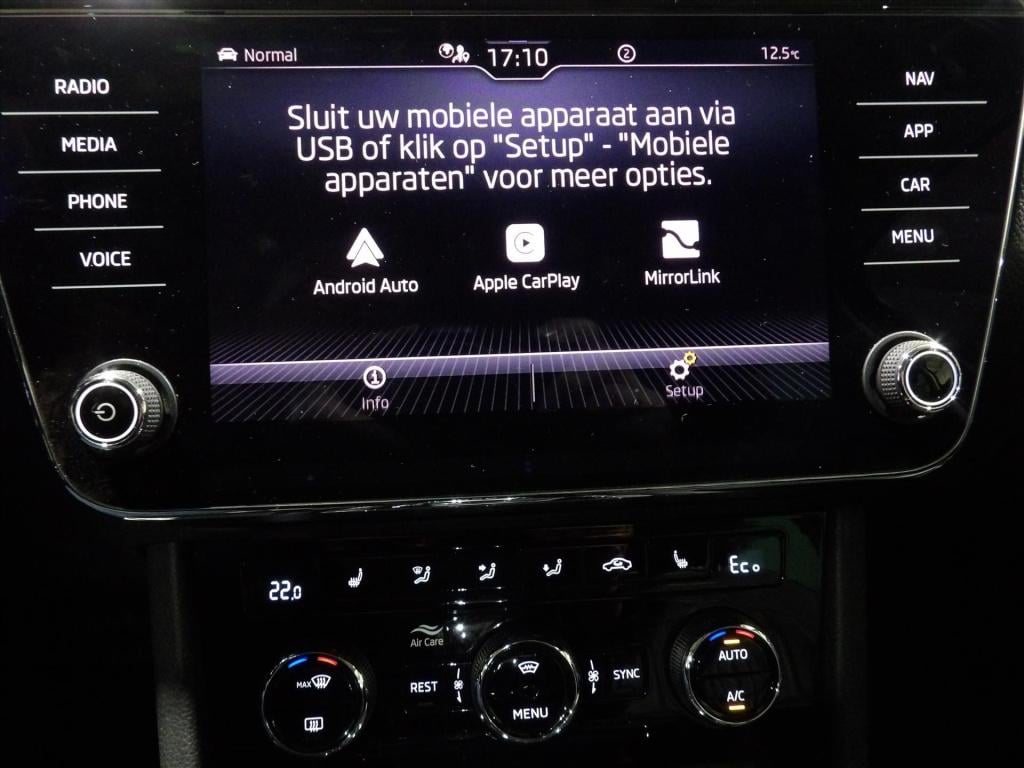 Normal
17:10
2
12.5°C
RADIO
MEDIA
PHONE
VOICE
Sluit uw mobiele apparaat aan via
USB of klik op "Setup" - "Mobiele
apparaten" voor meer opties.
Android Auto
Apple CarPlay
MirrorLink
Info
Setup
NAV
APP
CAR
MENU
22.0
Eco
Air Care
MAX
REST
MENU
SYNC
AUTO
A/C